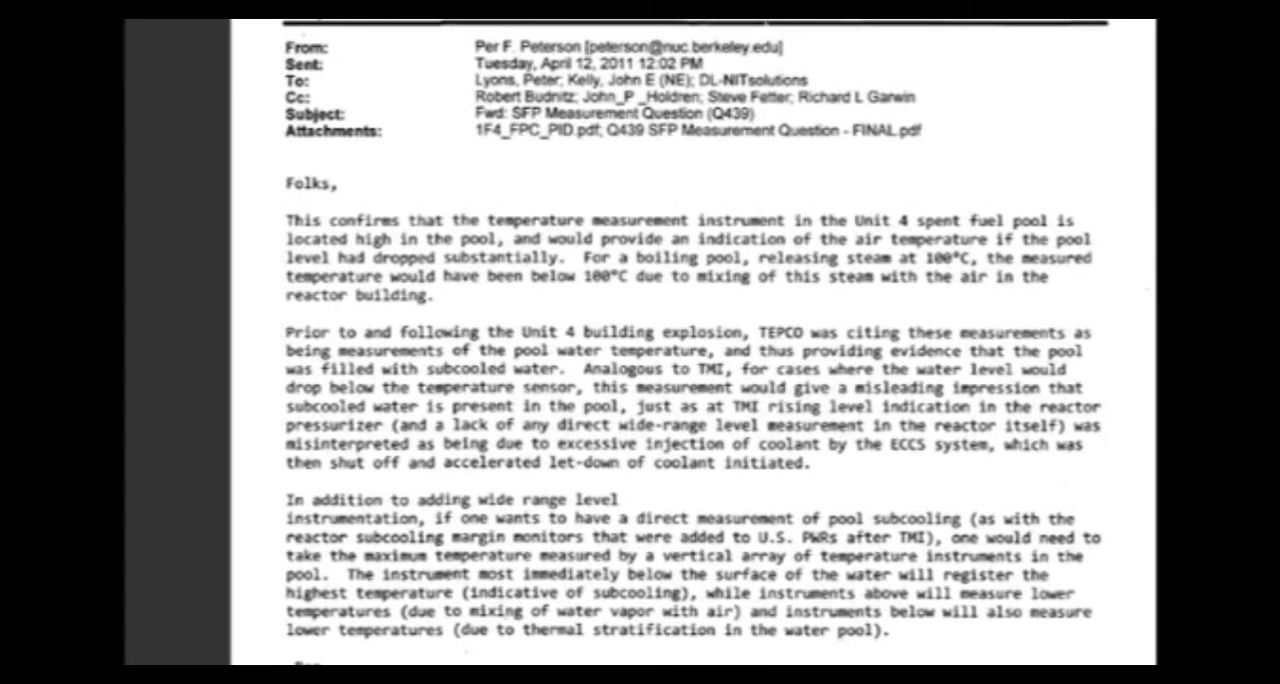 From: Per F. Peterson [peterson@nuc.berkeley.edu]
Sent: Tuesday, April 12, 2011 12:02 PM
To: Lyons, Peter; Kelly, John E (NE); DL-NITsolutions
Cc: Robert Budnitz; John_P_Holdren; Steve Fetter; Richard L Garwin
Subject: Fwd: SFP Measurement Question (Q439)
Attachments: 1F4_FPC_PID.pdf; Q439 SFP Measurement Question - FINAL.pdf
Folks,
This confirms that the temperature measurement instrument in the Unit 4 spent fuel pool is
located high in the pool, and would provide an indication of the air temperature if the pool
level had dropped substantially. For a boiling pool, releasing steam at 100°C, the measured
temperature would have been below 100°C due to mixing of this steam with the air in the
reactor building.
Prior to and following the Unit 4 building explosion, TEPCO was citing these measurements as
being measurements of the pool water temperature, and thus providing evidence that the pool
was filled with subcooled water. Analogous to TMI, for cases where the water level would
drop below the temperature sensor, this measurement would give a misleading impression that
subcooled water is present in the pool, just as at TMI rising level indication in the reactor
pressurizer (and a lack of any direct wide-range level measurement in the reactor itself) was
misinterpreted as being due to excessive injection of coolant by the ECCS system, which was
then shut off and accelerated let-down of coolant initiated.
In addition to adding wide range level
instrumentation, if one wants to have a direct measurement of pool subcooling (as with the
reactor subcooling margin monitors that were added to U.S. PWRs after TMI), one would need to
take the maximum temperature measured by a vertical array of temperature instruments in the
pool. The instrument most immediately below the surface of the water will register the
highest temperature (indicative of subcooling), while instruments above will measure lower
temperatures (due to mixing of water vapor with air) and instruments below will also measure
lower temperatures (due to thermal stratification in the water pool).